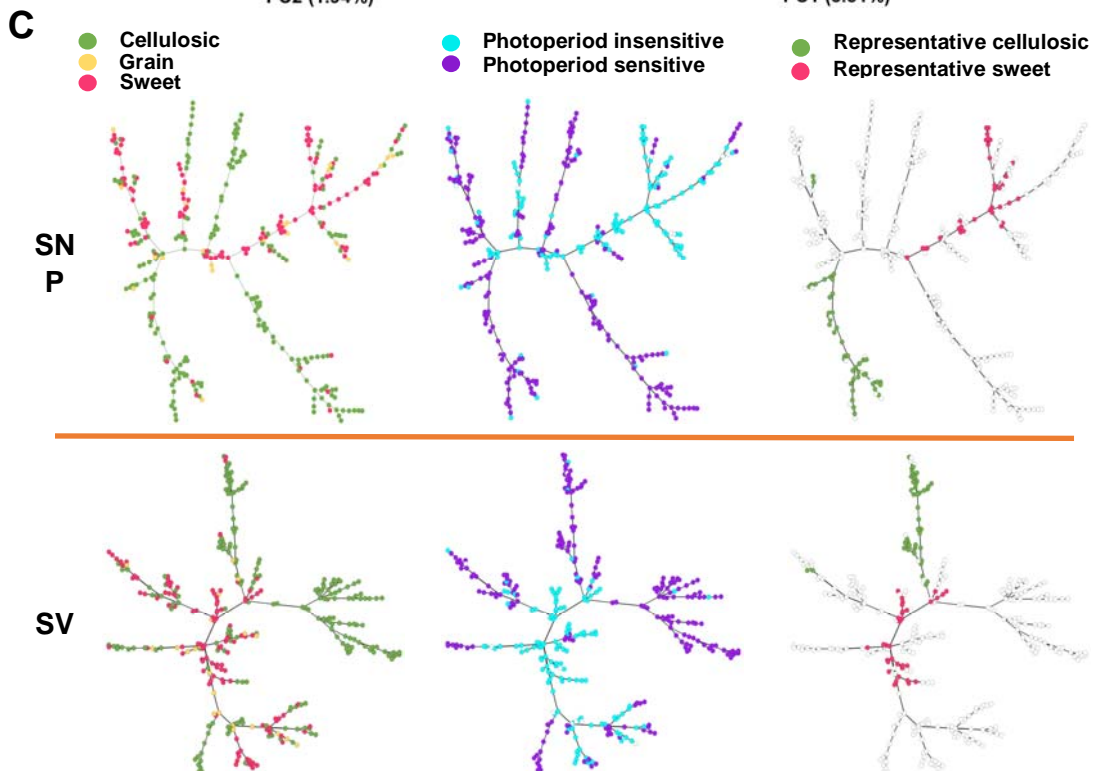 C
Cellulosic
Grain
Sweet
Photoperiod insensitive
Photoperiod sensitive
Representative cellulosic
Representative sweet
SN
P
SV